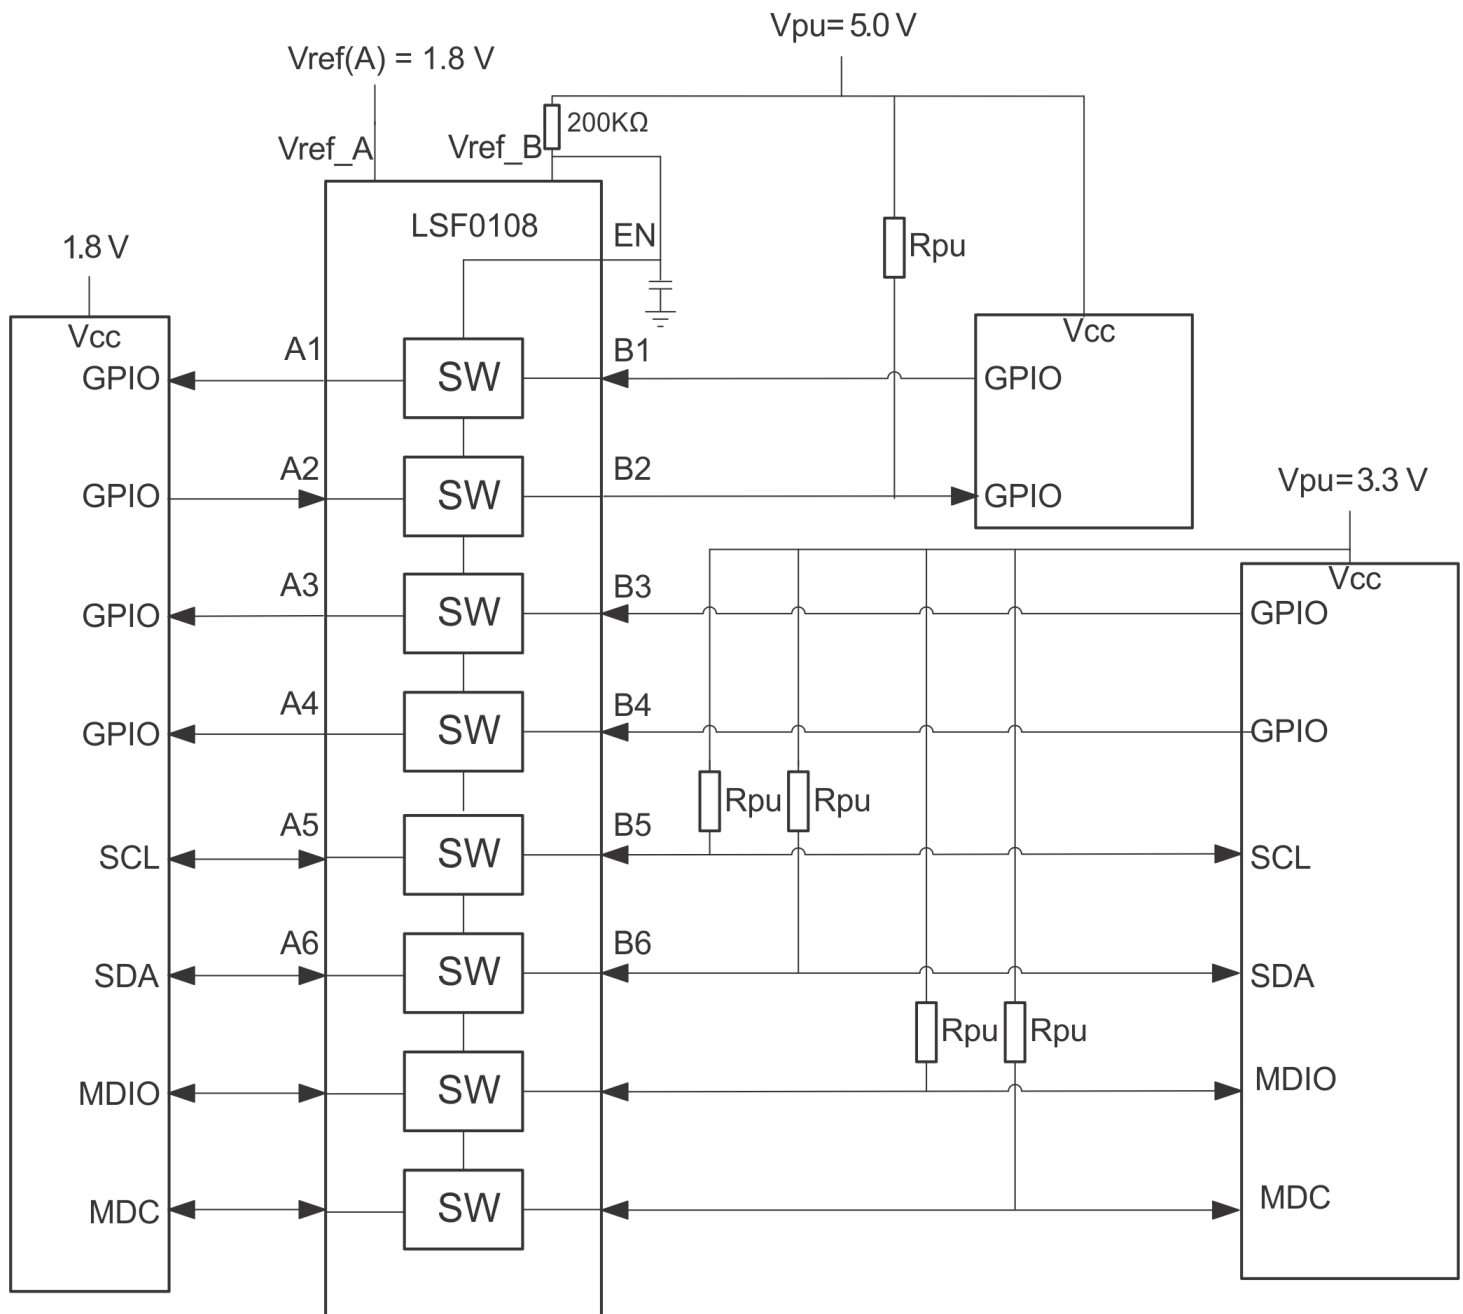 Vpu= 5.0 V
Vref(A) = 1.8 V
200KΩ
Vref_A
Vref_B
LSF0108
EN
1.8 V
Rpu
Vcc
GPIO
A1
SW
B1
Vcc
GPIO
GPIO
A2
SW
B2
GPIO
Vpu= 3.3 V
GPIO
A3
SW
B3
Vcc
GPIO
GPIO
A4
SW
B4
GPIO
Rpu
Rpu
SCL
A5
SW
B5
SCL
SDA
A6
SW
B6
SDA
Rpu
Rpu
MDIO
SW
MDIO
MDC
SW
MDC